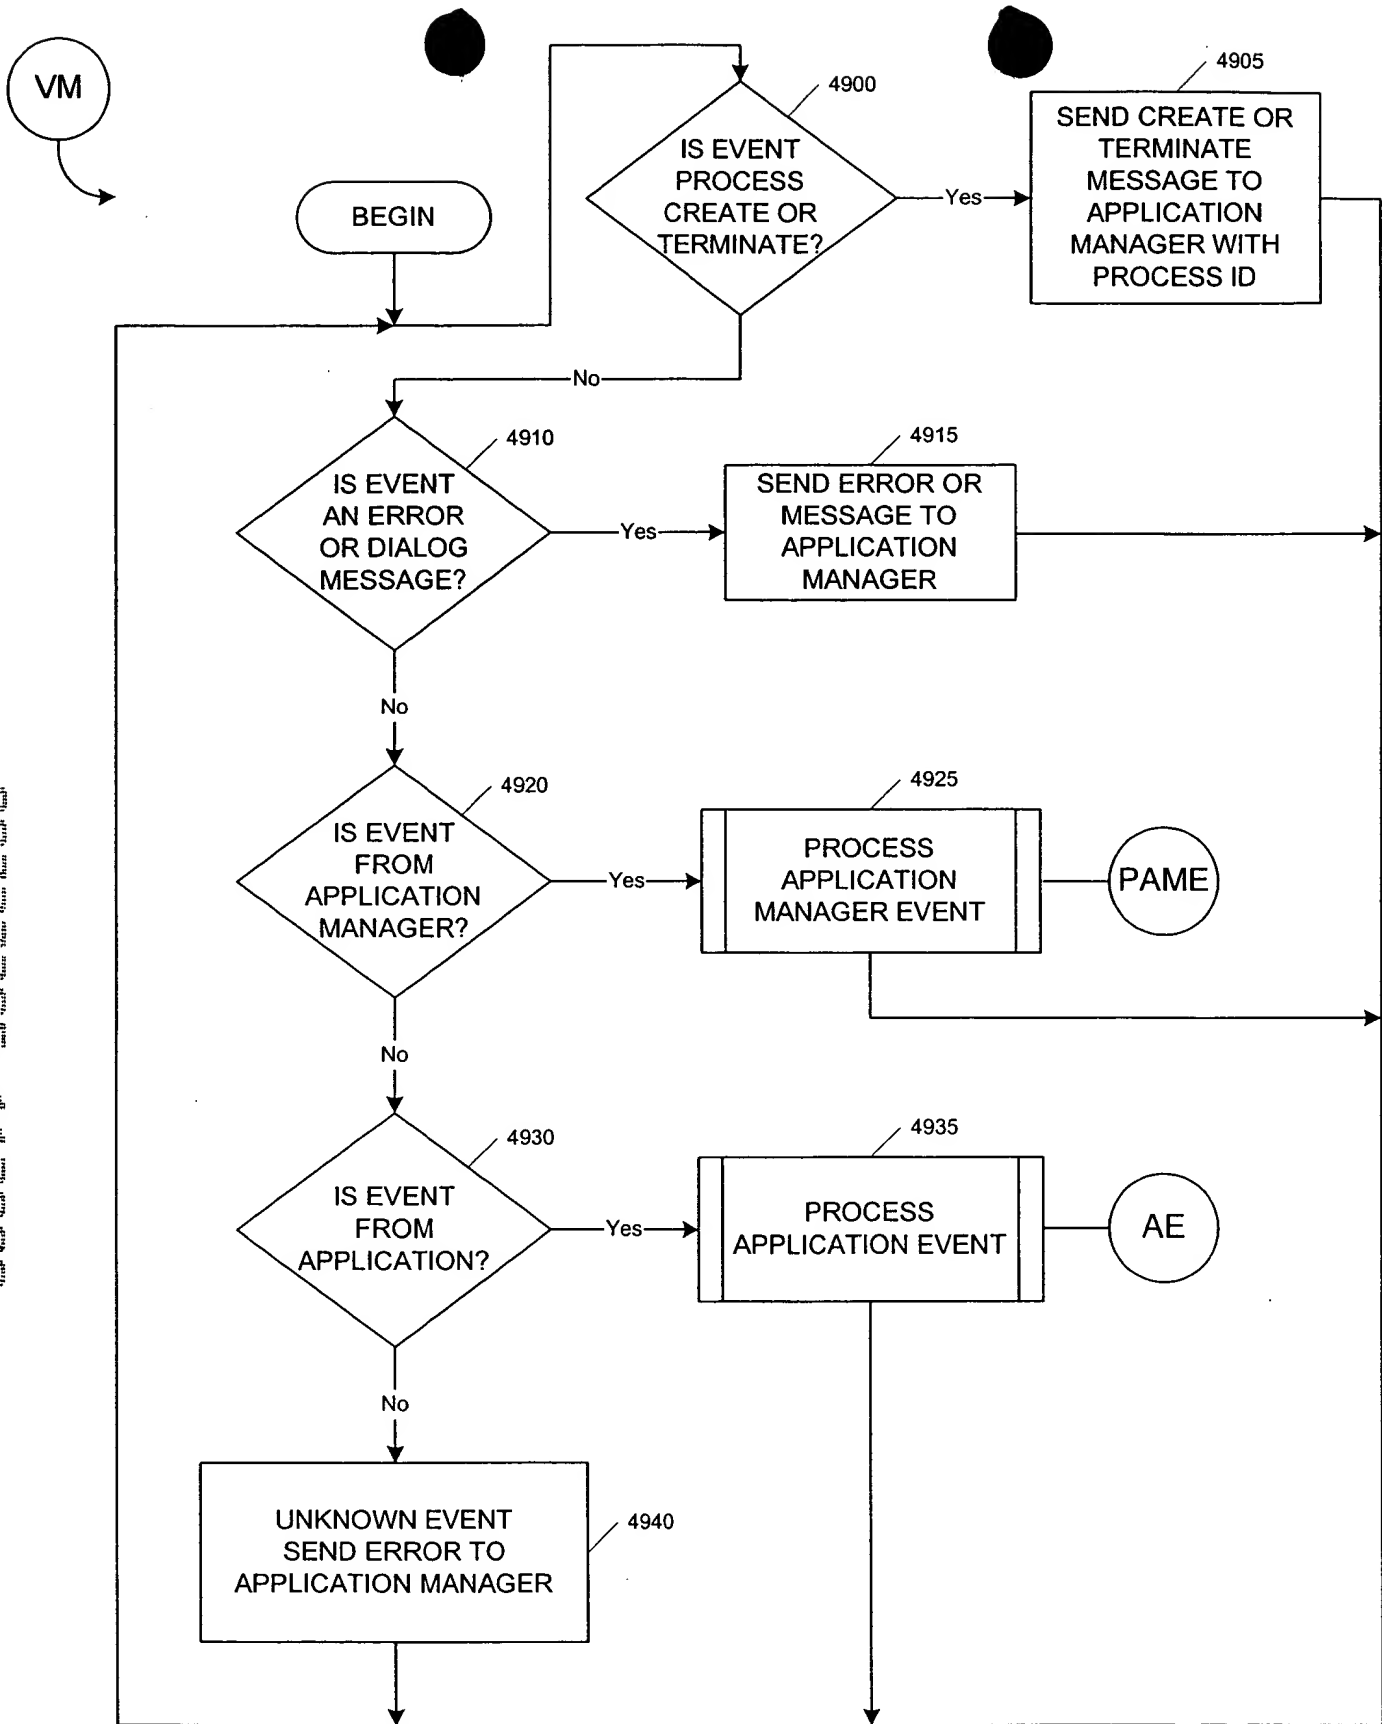 VM
BEGIN
4900
IS EVENT
PROCESS
CREATE OR
TERMINATE?
Yes
4905
SEND CREATE OR
TERMINATE
MESSAGE TO
APPLICATION
MANAGER WITH
PROCESS ID
No
4910
IS EVENT
AN ERROR
OR DIALOG
MESSAGE?
Yes
4915
SEND ERROR OR
MESSAGE TO
APPLICATION
MANAGER
No
4920
IS EVENT
FROM
APPLICATION
MANAGER?
Yes
4925
PROCESS
APPLICATION
MANAGER EVENT
PAME
No
4930
IS EVENT
FROM
APPLICATION?
Yes
4935
PROCESS
APPLICATION EVENT
AE
No
4940
UNKNOWN EVENT
SEND ERROR TO
APPLICATION MANAGER